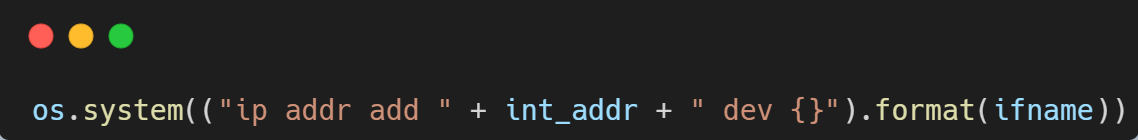 os.system(("ip addr add " + int_addr + " dev {}").format(ifname))